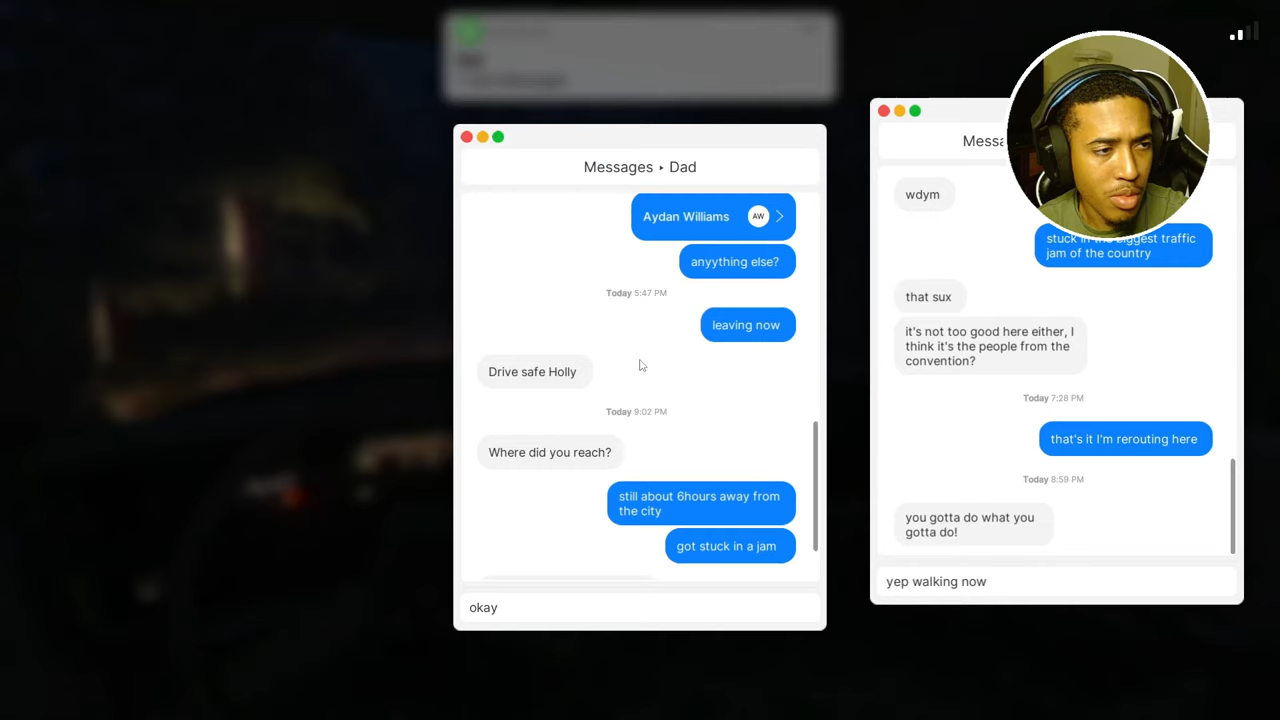 Messages ‣ Dad
Aydan Williams
AW
anyything else?
Today 5:47 PM
leaving now
Drive safe Holly
Today 9:02 PM
Where did you reach?
still about 6hours away from
the city
got stuck in a jam
okay
wdym
stuck in the biggest traffic
jam of the country
that sux
it's not too good here either, I
think it's the people from the
convention?
Today 7:28 PM
that's it I'm rerouting here
Today 8:59 PM
you gotta do what you
gotta do!
yep walking now